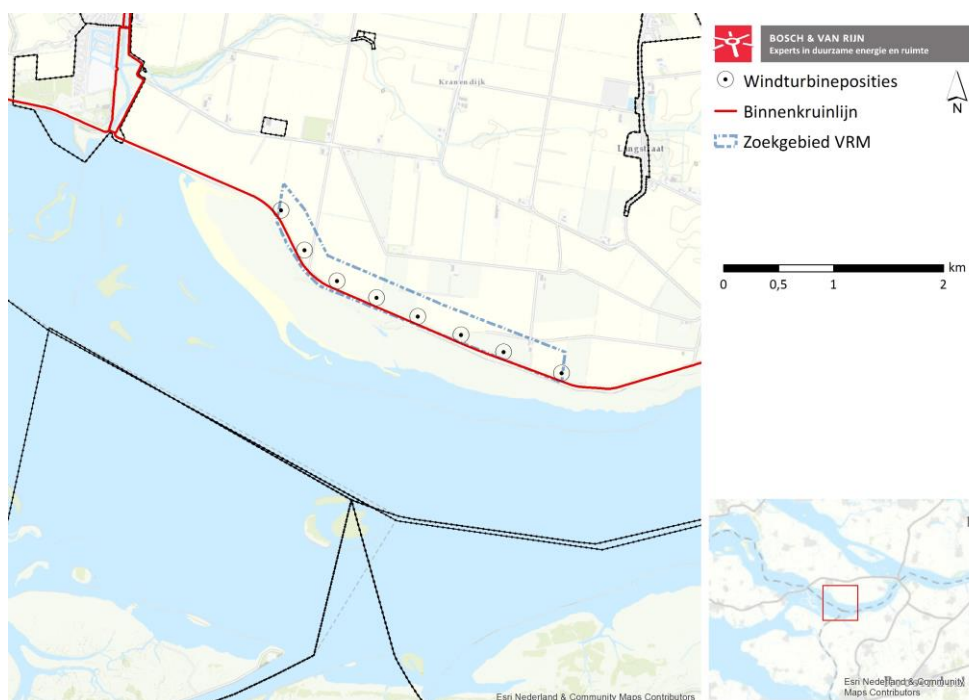 BOSCH & VAN RIJN
Experts in duurzame energie en ruimte
Windturbineposities
Binnenkruinlijn
Zoekgebied VRM
N
km
0 0,5 1 2
Langstraat
Esri Nederland & Community Maps Contributors
Esri Nederland & Community
Maps Contributors